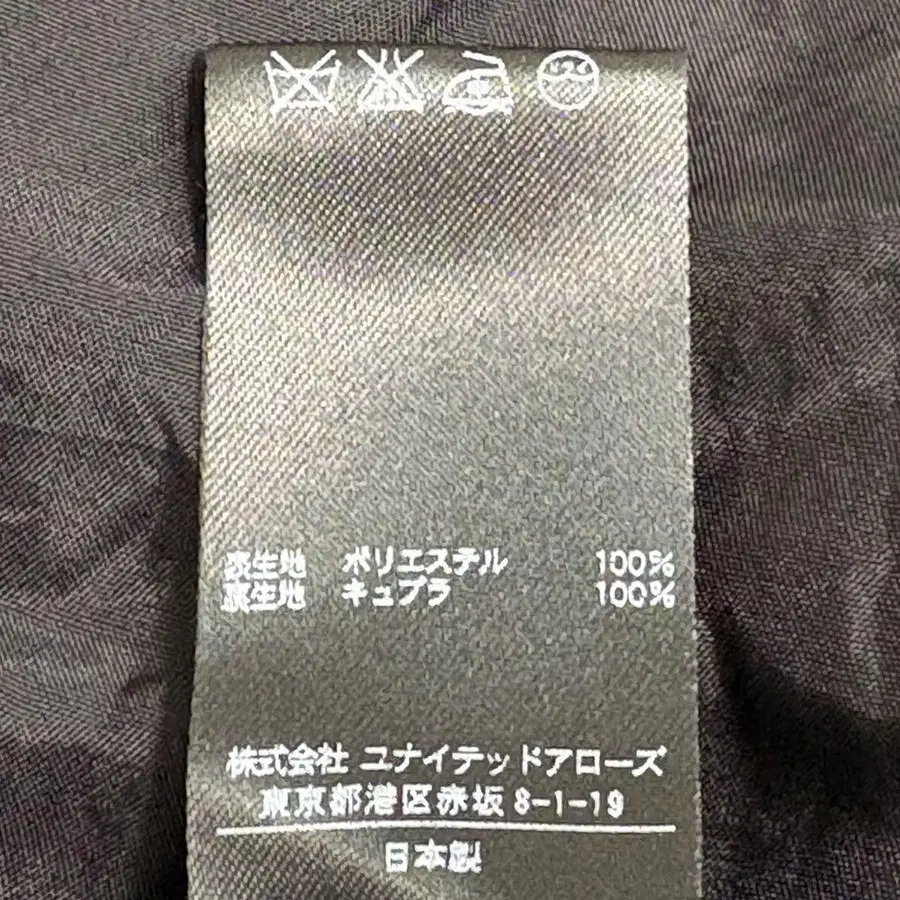 表生地 ポリエステル 100%
裏生地 キュプラ 100%
株式会社 ユナイテッドアローズ
東京都港区赤坂 8-1-19
日本製